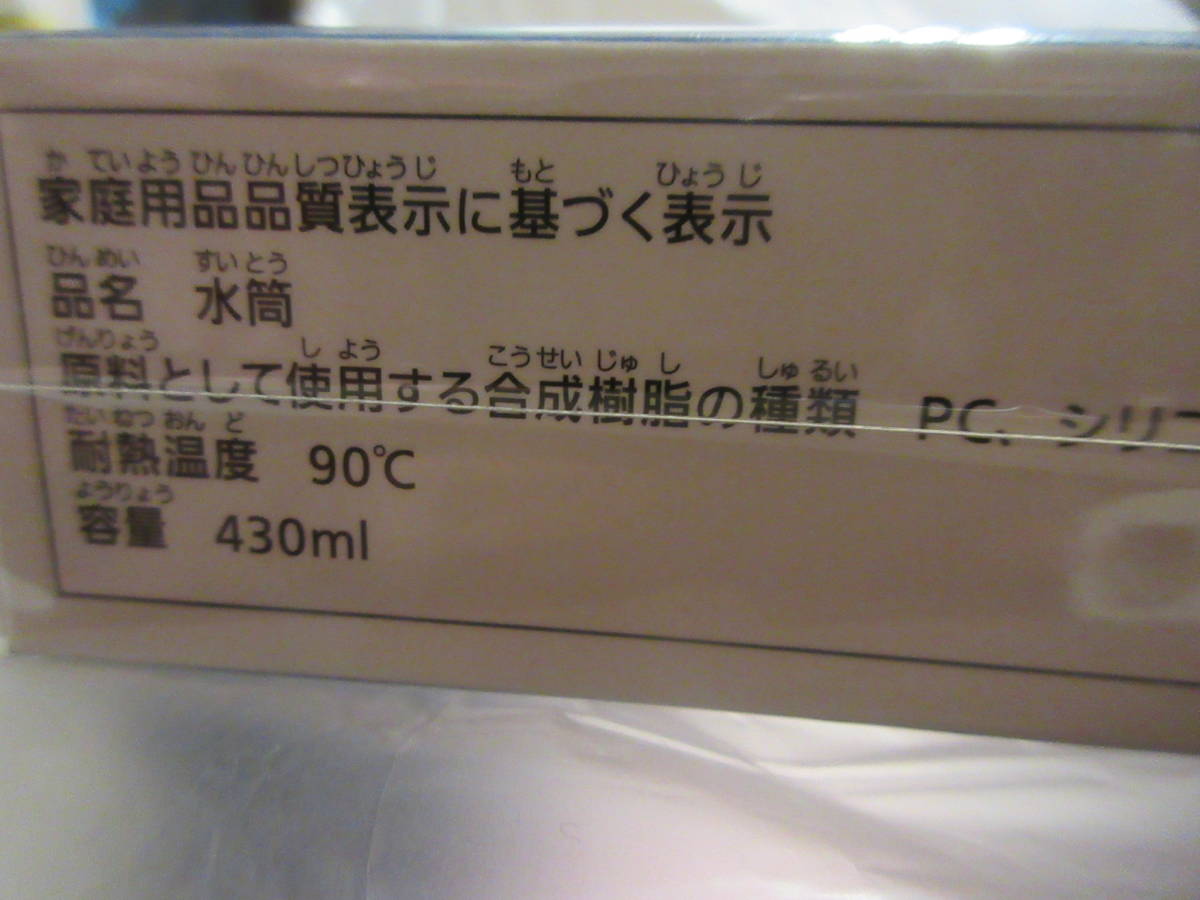 か てい よう ひん ひん しつ ひょう じ もと ひょう じ
家庭用品品質表示に基づく表示
ひん めい すい とう
品名 水筒
げんりょう し よう こう せい じゅ し しゅ るい
原料として使用する合成樹脂の種類 PC、シリコ
たい ねつ おん ど
耐熱温度 90℃
ようりょう
容量 430ml